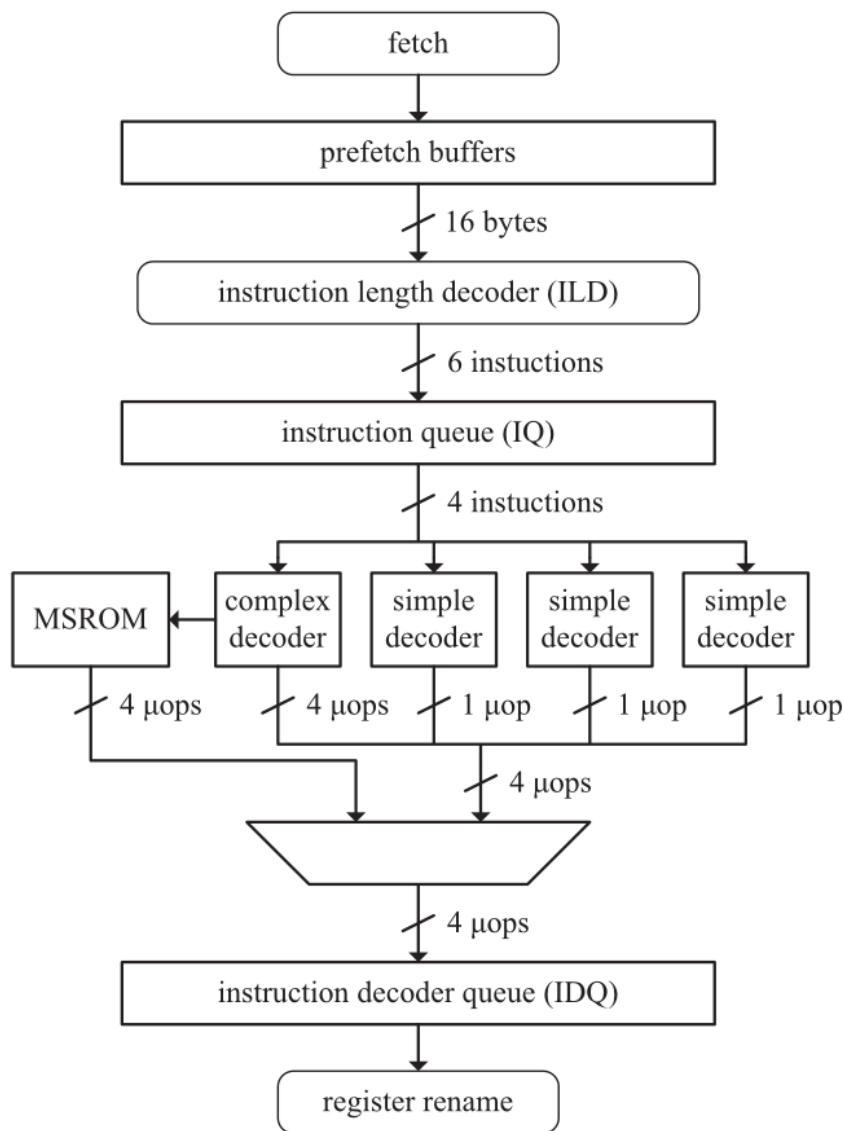 fetch
prefetch buffers
16 bytes
instruction length decoder (ILD)
6 instuctions
instruction queue (IQ)
4 instuctions
MSROM
complex
decoder
simple
decoder
simple
decoder
simple
decoder
4 μops
4 μops
1 μop
1 μop
1 μop
4 μops
4 μops
instruction decoder queue (IDQ)
register rename